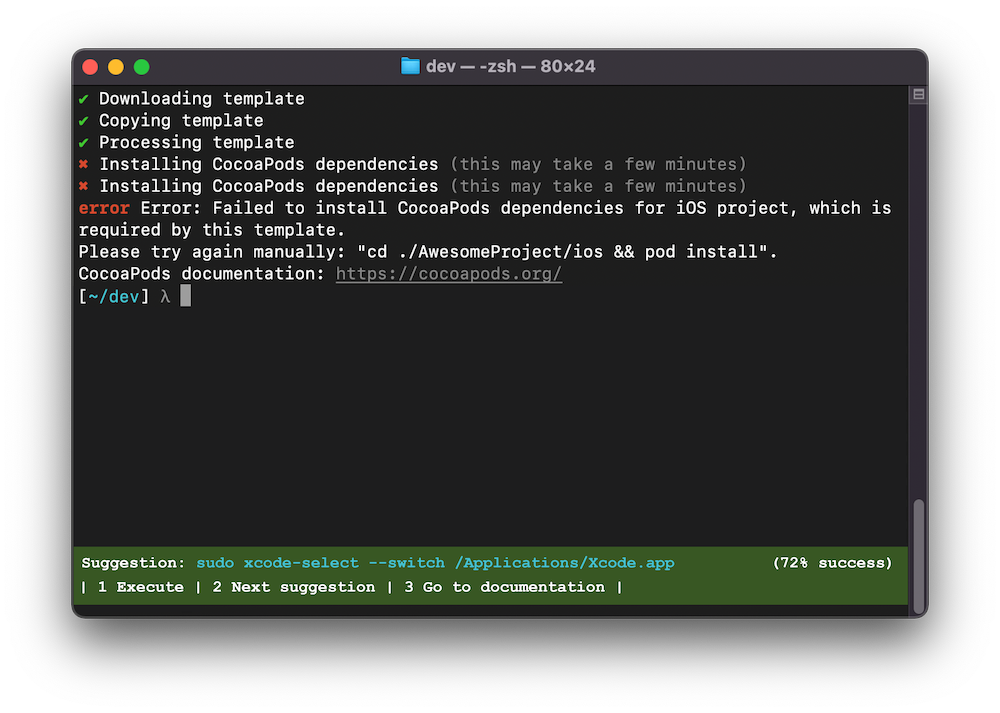 dev — -zsh — 80×24
✔ Downloading template
✔ Copying template
✔ Processing template
✖ Installing CocoaPods dependencies (this may take a few minutes)
✖ Installing CocoaPods dependencies (this may take a few minutes)
error Error: Failed to install CocoaPods dependencies for iOS project, which is
required by this template.
Please try again manually: "cd ./AwesomeProject/ios && pod install".
CocoaPods documentation: https://cocoapods.org/
[~/dev] λ
Suggestion: sudo xcode-select --switch /Applications/Xcode.app (72% success)
| 1 Execute | 2 Next suggestion | 3 Go to documentation |